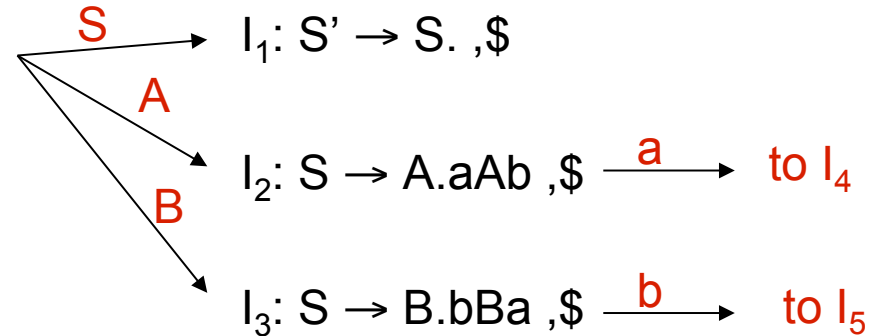 S
I₁: S’ → S. ,$
A
I₂: S → A.aAb ,$ a to I₄
B
I₃: S → B.bBa ,$ b to I₅